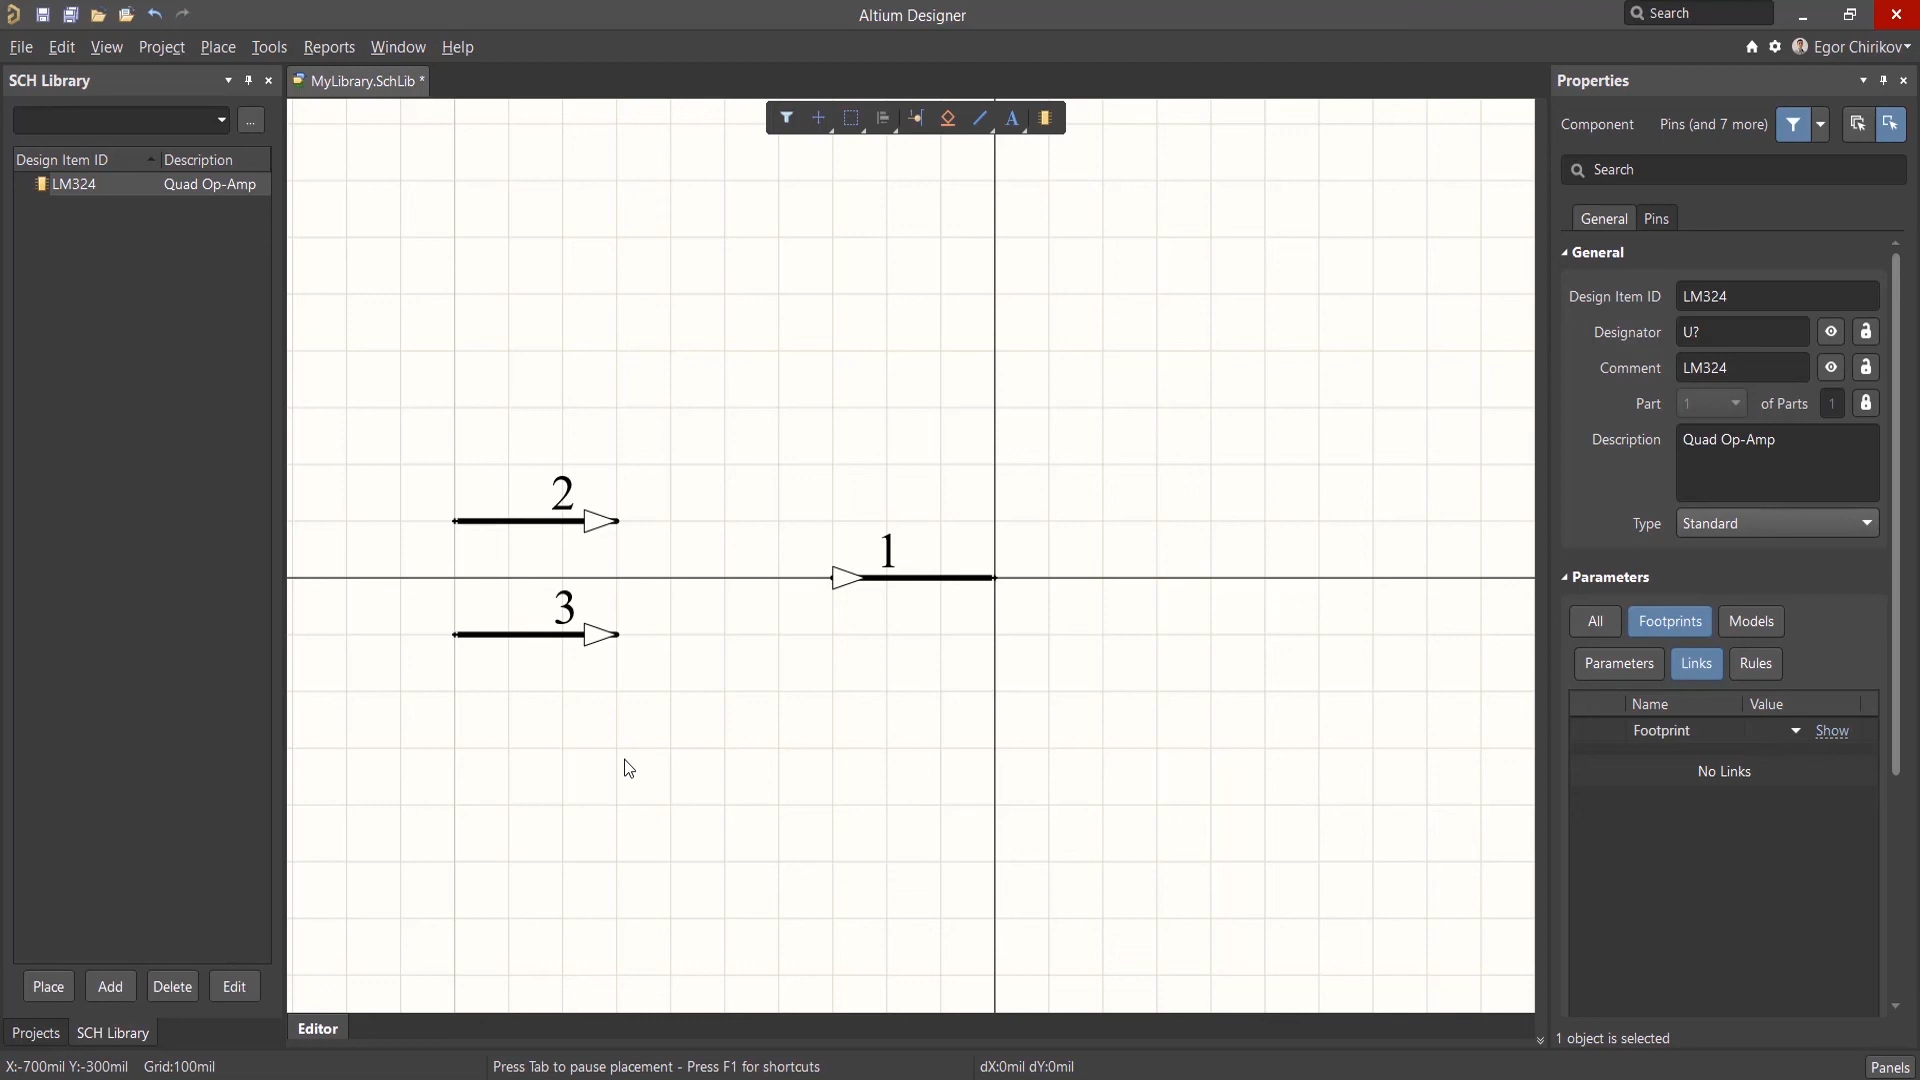 Altium Designer
Search
File Edit View Project Place Tools Reports Window Help
Egor Chirikov
SCH Library
MyLibrary.SchLib *
Properties
...
Component Pins (and 7 more)
Search
Design Item ID Description
LM324 Quad Op-Amp
General Pins
General
Design Item ID LM324
Designator U?
Comment LM324
Part 1 of Parts 1
Description Quad Op-Amp
Type Standard
2
1
3
Parameters
All Footprints Models
Parameters Links Rules
Name Value
Footprint Show
No Links
Place Add Delete Edit
Projects SCH Library
Editor
1 object is selected
X:-700mil Y:-300mil Grid:100mil
Press Tab to pause placement - Press F1 for shortcuts
dX:0mil dY:0mil
Panels